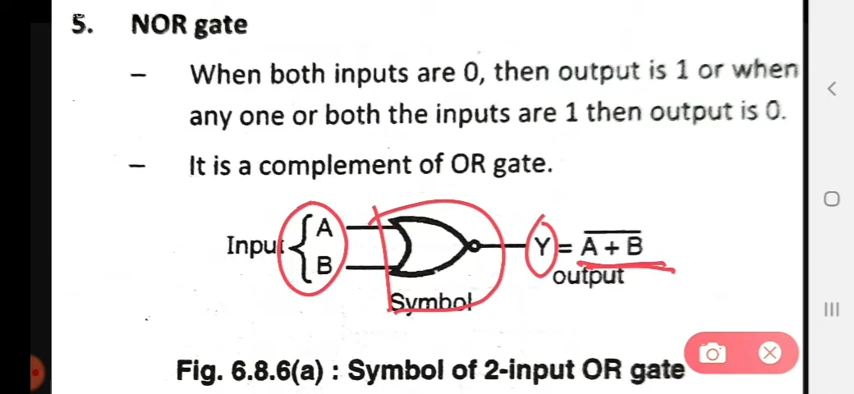 5. NOR gate
– When both inputs are 0, then output is 1 or when
any one or both the inputs are 1 then output is 0.
– It is a complement of OR gate.
Input { A
B
Y = A̅ ̅+̅ ̅B̅
output
Symbol
Fig. 6.8.6(a) : Symbol of 2-input OR gate